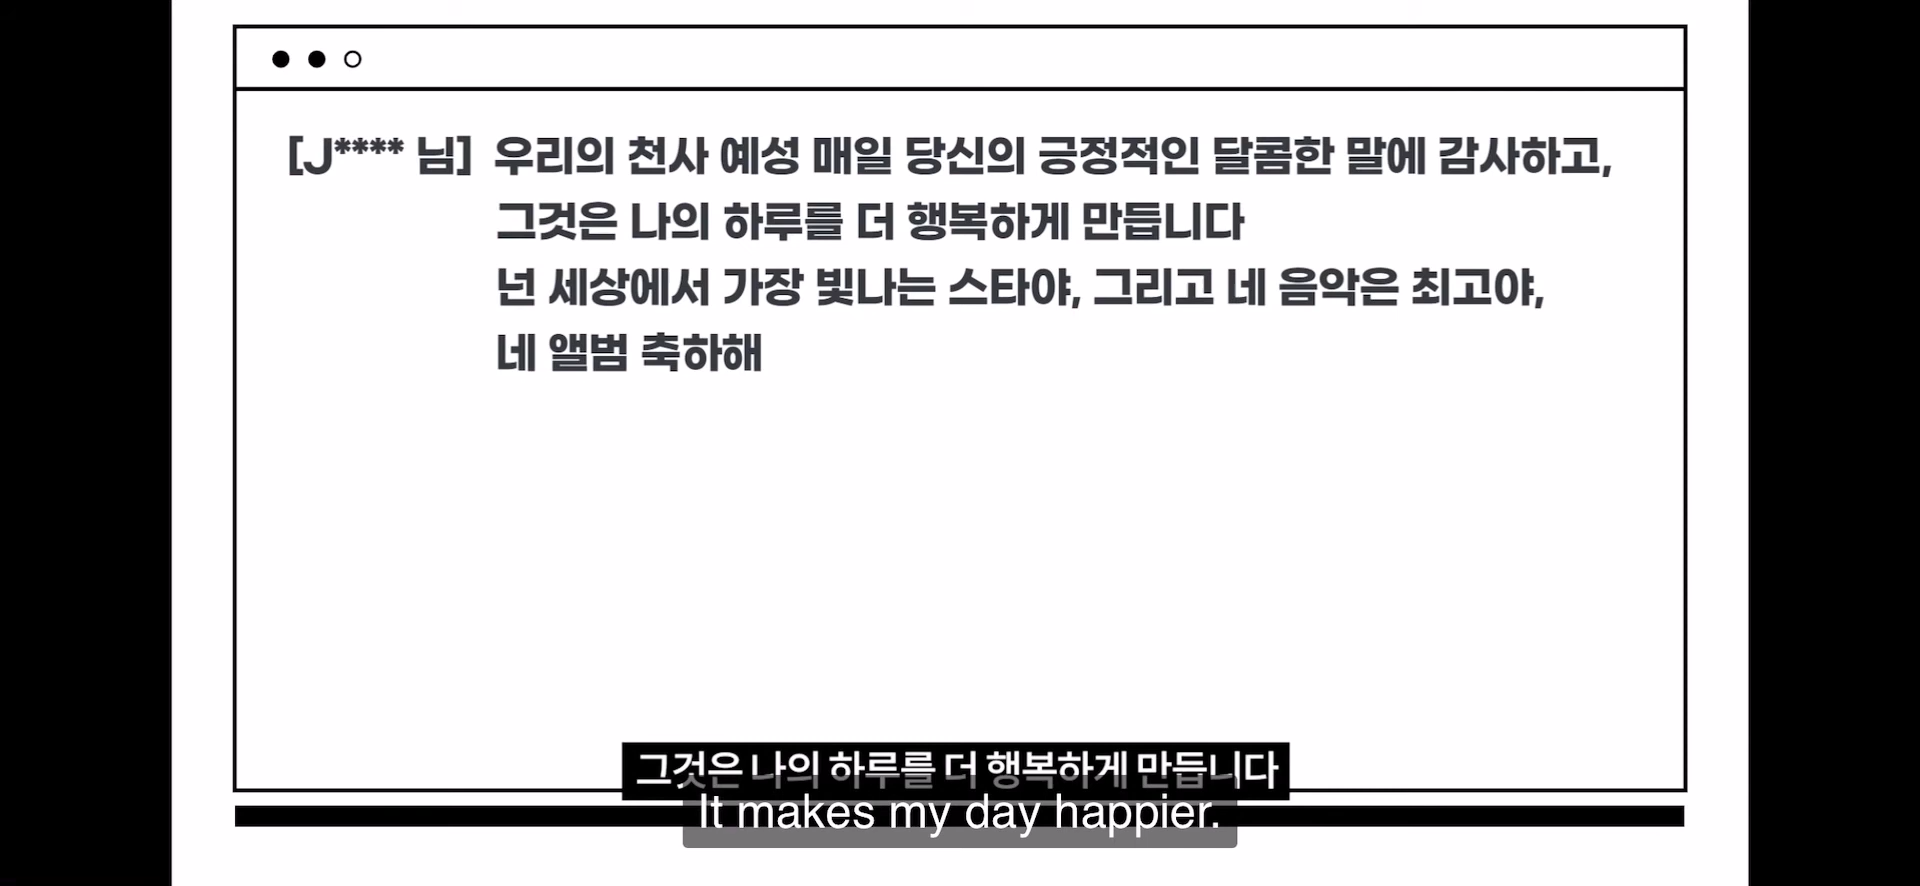 [J**** 님] 우리의 천사 예성 매일 당신의 긍정적인 달콤한 말에 감사하고,
그것은 나의 하루를 더 행복하게 만듭니다
넌 세상에서 가장 빛나는 스타야, 그리고 네 음악은 최고야,
네 앨범 축하해
그것은 나의 하루를 더 행복하게 만듭니다
It makes my day happier.